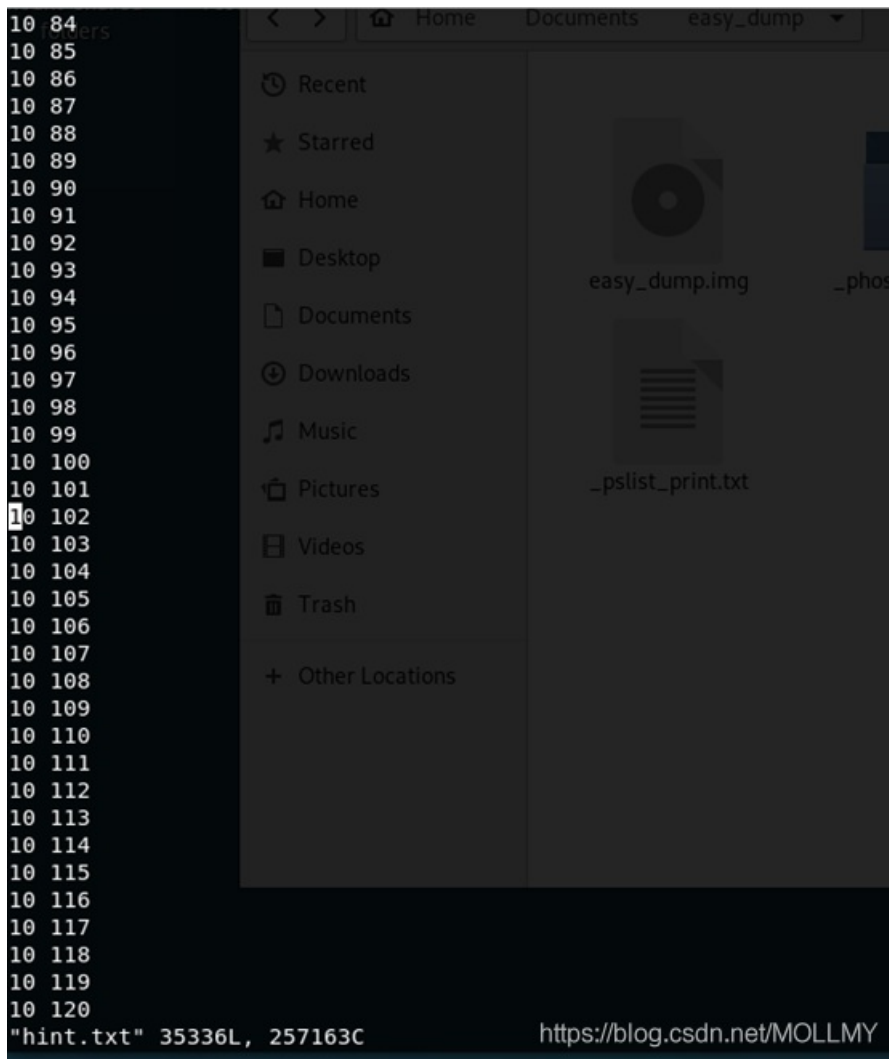 10 84
folders
10 85
10 86
10 87
10 88
10 89
10 90
10 91
10 92
10 93
10 94
10 95
10 96
10 97
10 98
10 99
10 100
10 101
10 102
10 103
10 104
10 105
10 106
10 107
10 108
10 109
10 110
10 111
10 112
10 113
10 114
10 115
10 116
10 117
10 118
10 119
10 120
"hint.txt" 35336L, 257163C
Home Documents easy_dump
Recent
Starred
Home
Desktop
Documents
Downloads
Music
Pictures
Videos
Trash
+ Other Locations
easy_dump.img
_phos
_pslist_print.txt
https://blog.csdn.net/MOLLMY